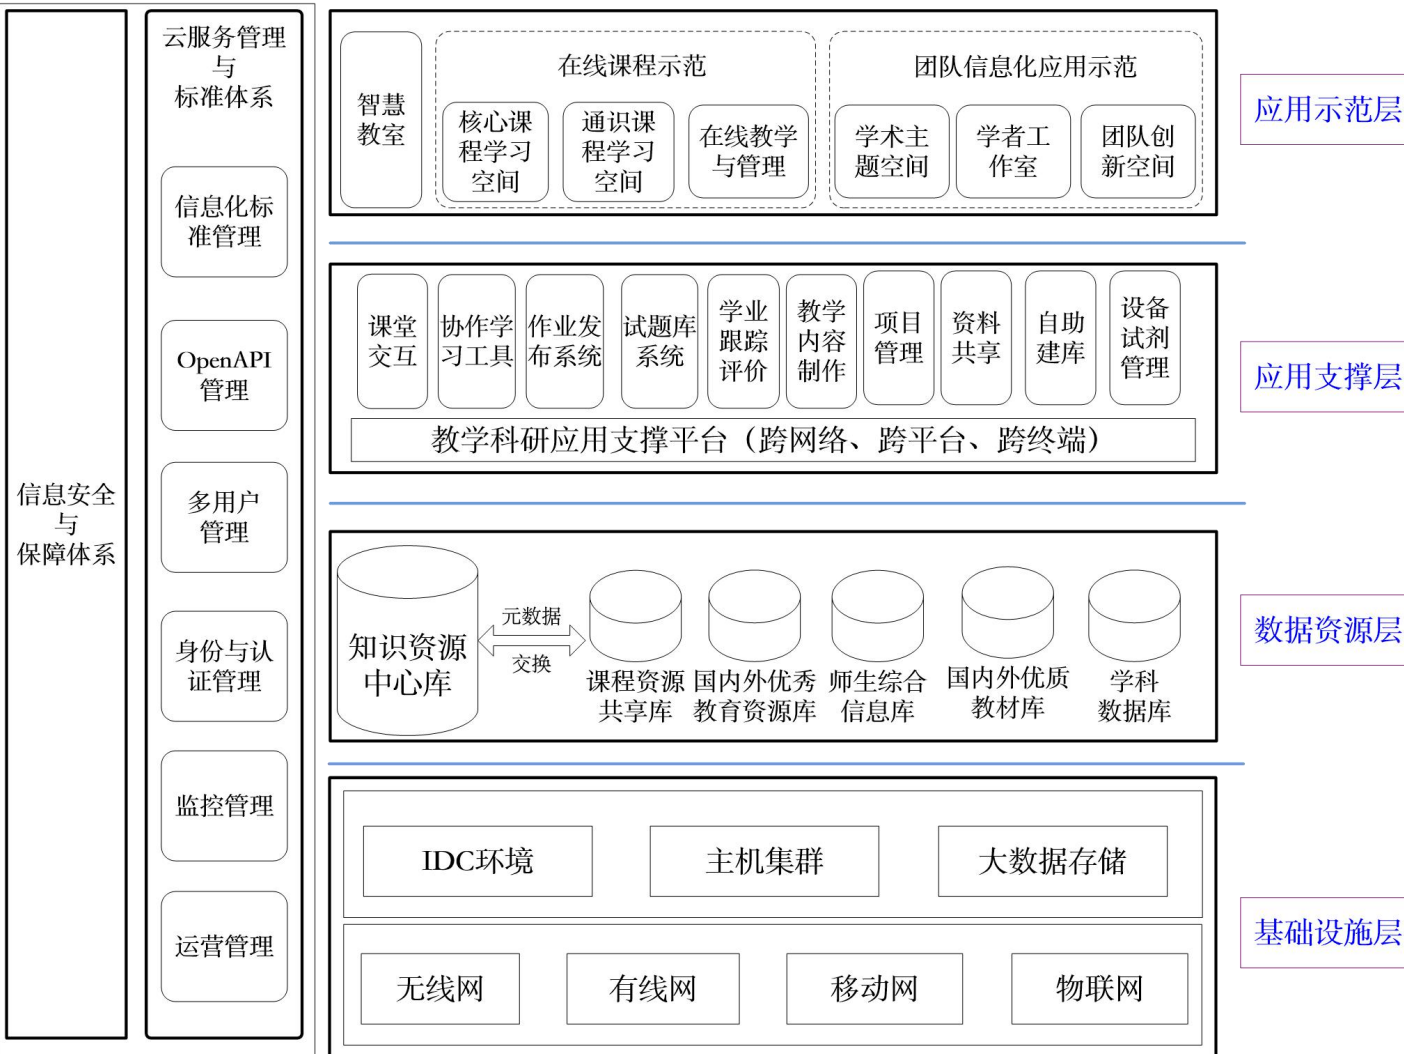 信息安全
与
保障体系
云服务管理
与
标准体系
信息化标
准管理
OpenAPI
管理
多用户
管理
身份与认
证管理
监控管理
运营管理
智慧
教室
在线课程示范
核心课
程学习
空间
通识课
程学习
空间
在线教学
与管理
团队信息化应用示范
学术主
题空间
学者工
作室
团队创
新空间
应用示范层
课堂
交互
协作学
习工具
作业发
布系统
试题库
系统
学业
跟踪
评价
教学
内容
制作
项目
管理
资料
共享
自助
建库
设备
试剂
管理
教学科研应用支撑平台（跨网络、跨平台、跨终端）
应用支撑层
知识资源
中心库
元数据
交换
课程资源
共享库
国内外优秀
教育资源库
师生综合
信息库
国内外优质
教材库
学科
数据库
数据资源层
IDC环境
主机集群
大数据存储
无线网
有线网
移动网
物联网
基础设施层